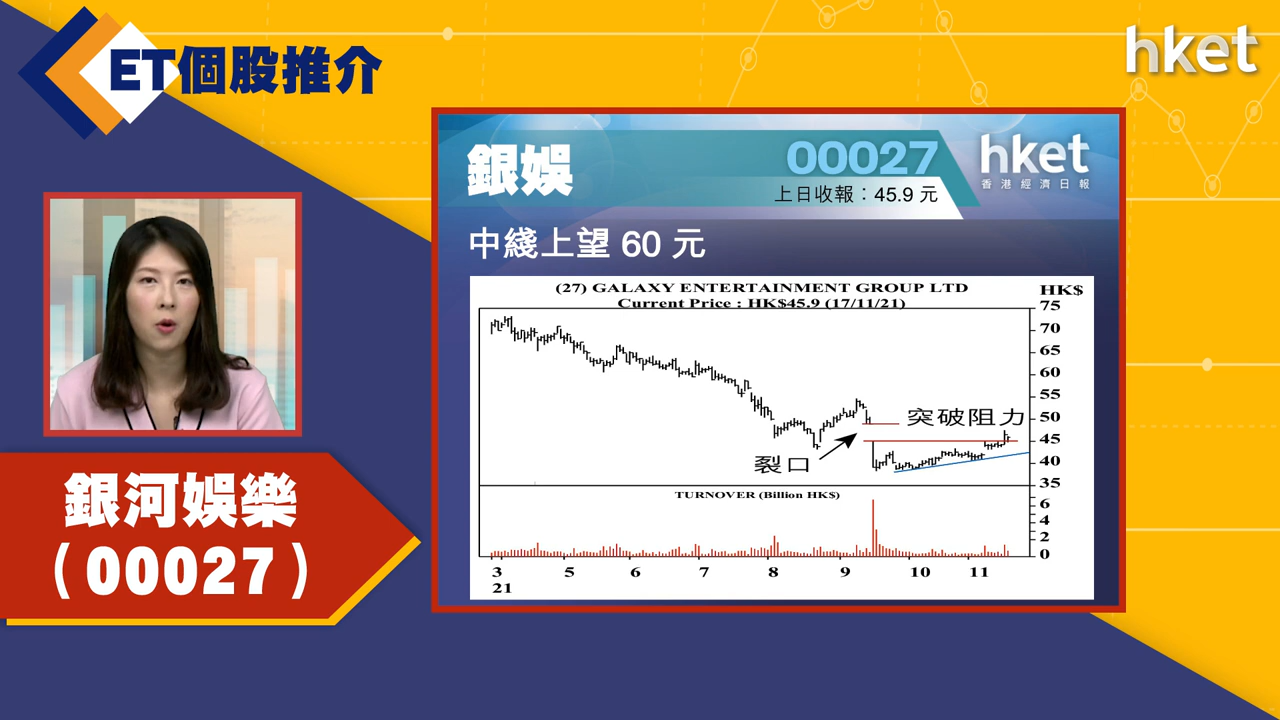 ET個股推介
hket
銀娛
00027
hket
香港經濟日報
上日收報：45.9 元
中綫上望 60 元
(27) GALAXY ENTERTAINMENT GROUP LTD
Current Price : HK$45.9 (17/11/21)
HK$
75
70
65
60
55
50
45
40
35
突破阻力
裂口
TURNOVER (Billion HK$)
6
4
2
0
3 5 6 7 8 9 10 11
21
銀河娛樂
（00027）